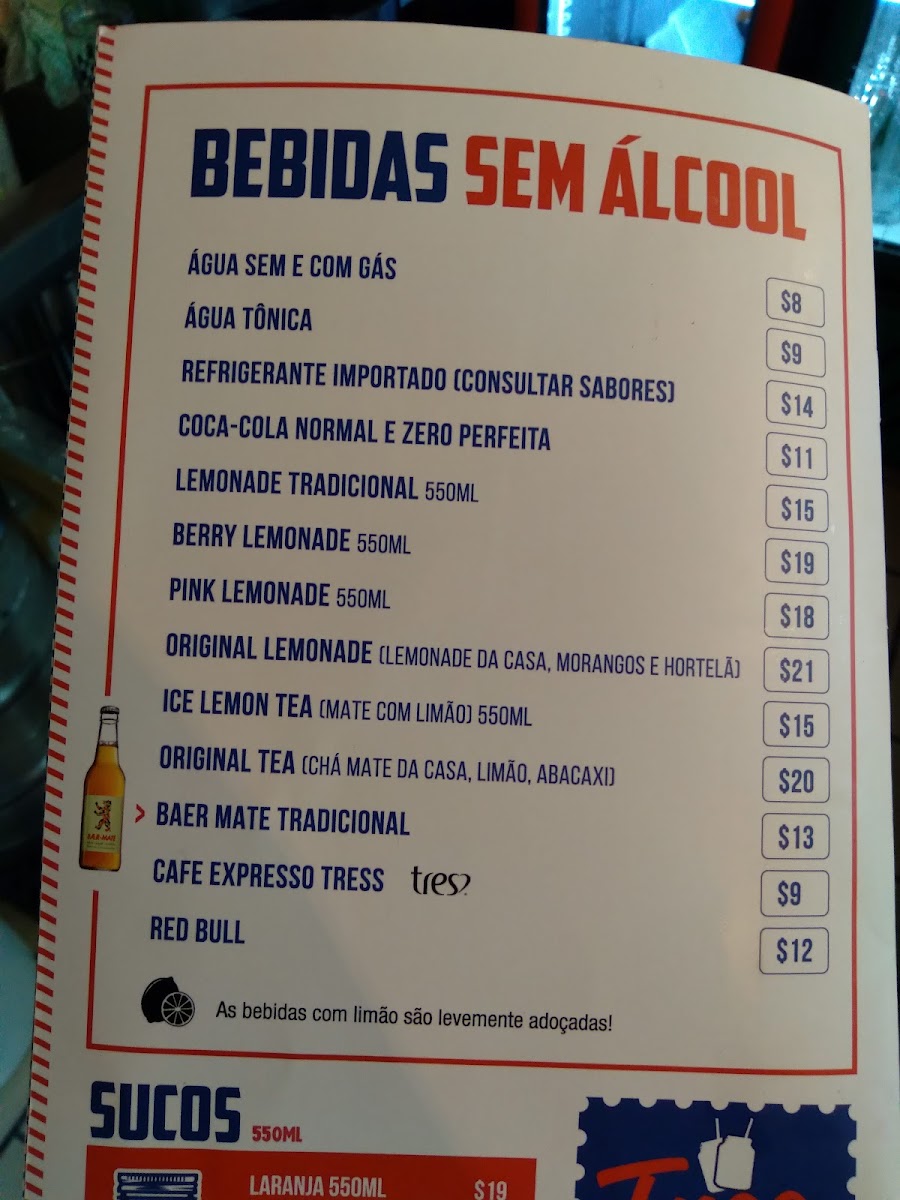 BEBIDAS SEM ÁLCOOL
ÁGUA SEM E COM GÁS $8
ÁGUA TÔNICA $9
REFRIGERANTE IMPORTADO (CONSULTAR SABORES) $14
COCA-COLA NORMAL E ZERO PERFEITA $11
LEMONADE TRADICIONAL 550ML $15
BERRY LEMONADE 550ML $19
PINK LEMONADE 550ML $18
ORIGINAL LEMONADE (LEMONADE DA CASA, MORANGOS E HORTELÃ) $21
ICE LEMON TEA (MATE COM LIMÃO) 550ML $15
ORIGINAL TEA (CHÁ MATE DA CASA, LIMÃO, ABACAXI) $20
BAER-MATE
> BAER MATE TRADICIONAL $13
CAFE EXPRESSO TRESS tres $9
RED BULL $12
As bebidas com limão são levemente adoçadas!
SUCOS 550ML
LARANJA 550ML $19